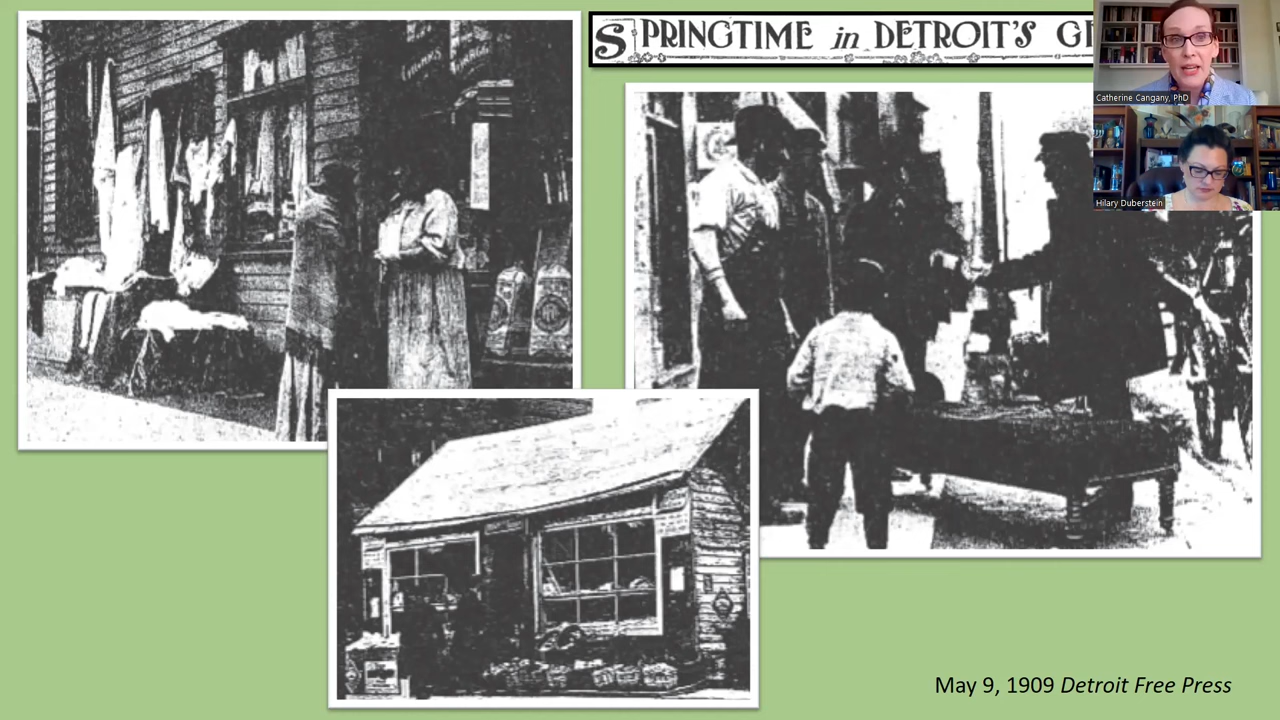 SPRINGTIME in DETROIT'S
Catherine Cangany, PhD
Hilary Duberstein
May 9, 1909 Detroit Free Press